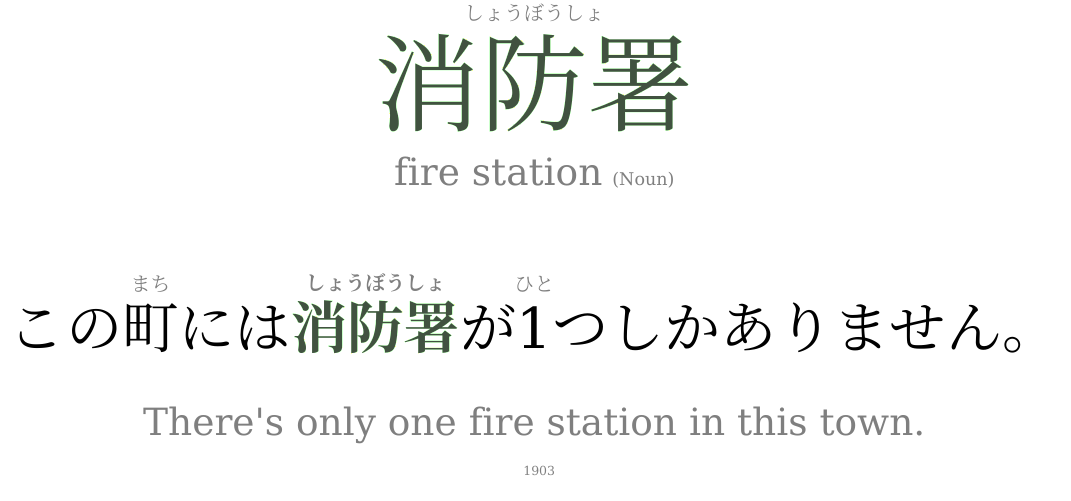 しょうぼうしょ
消防署
fire station (Noun)
まち しょうぼうしょ ひと
この町には消防署が1つしかありません。
There's only one fire station in this town.
1903